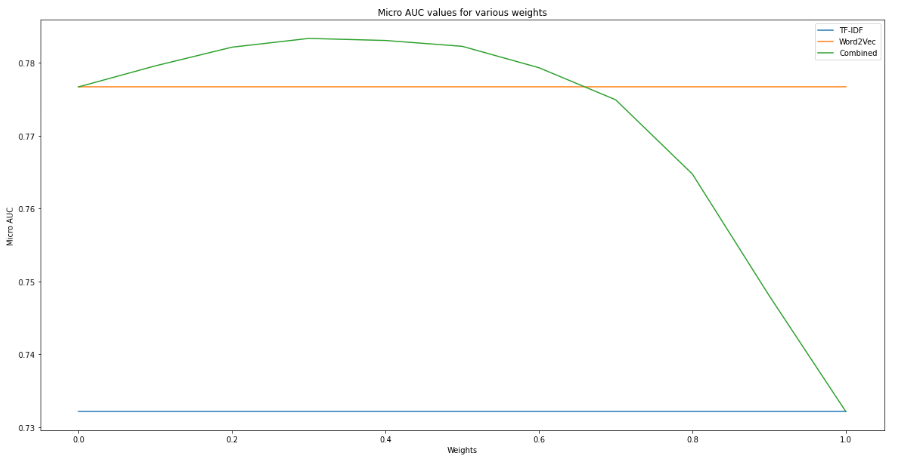 Micro AUC values for various weights
TF-IDF
Word2Vec
Combined
0.78
0.77
0.76
0.75
0.74
0.73
Micro AUC
0.0
0.2
0.4
0.6
0.8
1.0
Weights